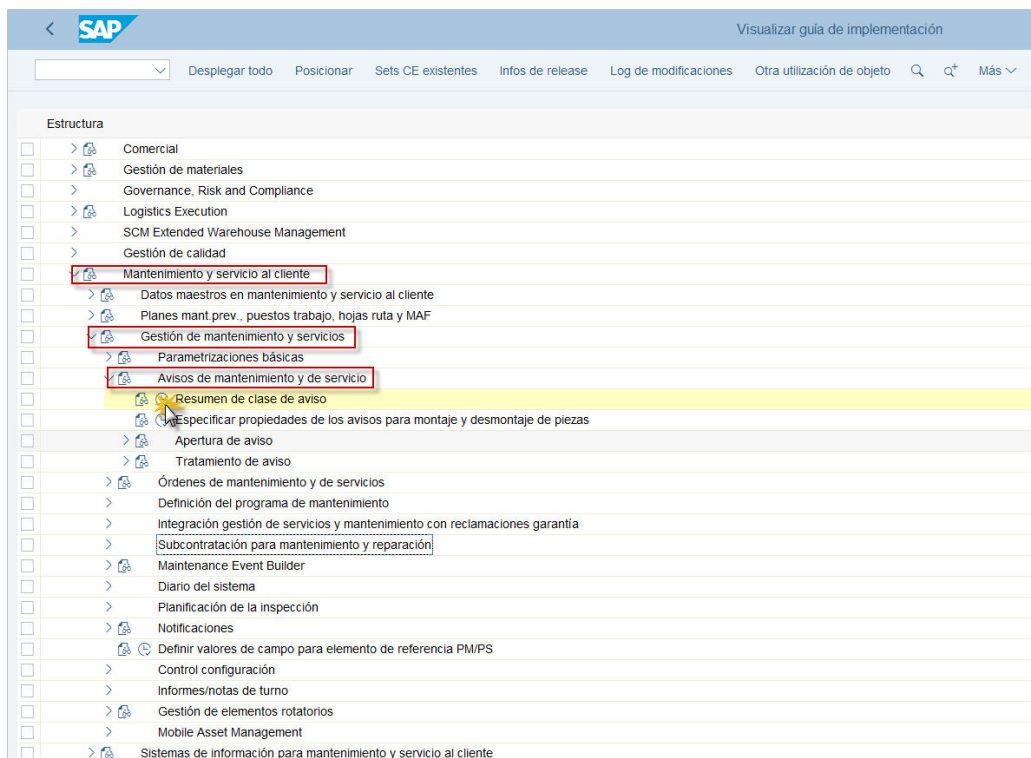 SAP
Visualizar guía de implementación
Desplegar todo Posicionar Sets CE existentes Infos de release Log de modificaciones Otra utilización de objeto Más
Estructura
Comercial
Gestión de materiales
Governance, Risk and Compliance
Logistics Execution
SCM Extended Warehouse Management
Gestión de calidad
Mantenimiento y servicio al cliente
Datos maestros en mantenimiento y servicio al cliente
Planes mant.prev., puestos trabajo, hojas ruta y MAF
Gestión de mantenimiento y servicios
Parametrizaciones básicas
Avisos de mantenimiento y de servicio
Resumen de clase de aviso
Especificar propiedades de los avisos para montaje y desmontaje de piezas
Apertura de aviso
Tratamiento de aviso
Órdenes de mantenimiento y de servicios
Definición del programa de mantenimiento
Integración gestión de servicios y mantenimiento con reclamaciones garantía
Subcontratación para mantenimiento y reparación
Maintenance Event Builder
Diario del sistema
Planificación de la inspección
Notificaciones
Definir valores de campo para elemento de referencia PM/PS
Control configuración
Informes/notas de turno
Gestión de elementos rotatorios
Mobile Asset Management
Sistemas de información para mantenimiento y servicio al cliente